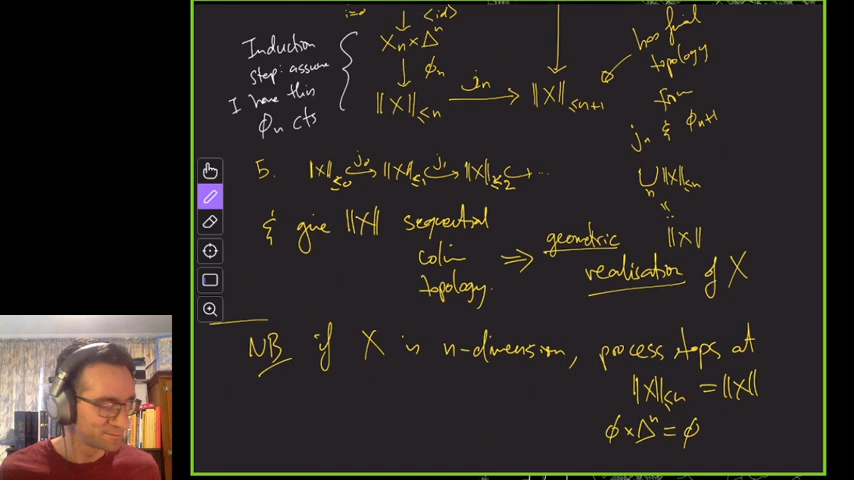 i=0 ↓ <id>
Induction
step: assume
I have this
ϕn cts
Xn × Δ^n
↓ ϕn
||X||≤n —jn→ ||X||≤n+1
has final
topology
from
jn & ϕn+1
5. ||X||≤0 ↪j0 ||X||≤1 ↪j1 ||X||≤2 ↪ ...
∪n ||X||≤n
||X||
& give ||X|| sequential
colim
topology.
⇒ geometric
realisation of X
NB if X is n-dimension, process stops at
||X||≤n = ||X||
∅ × Δ^n = ∅